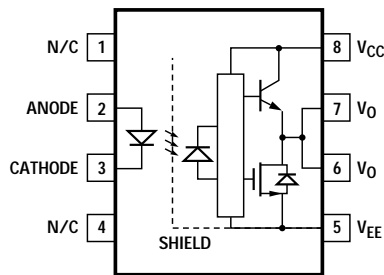 N/C 1
8 VCC
ANODE 2
7 VO
CATHODE 3
6 VO
N/C 4
5 VEE
SHIELD